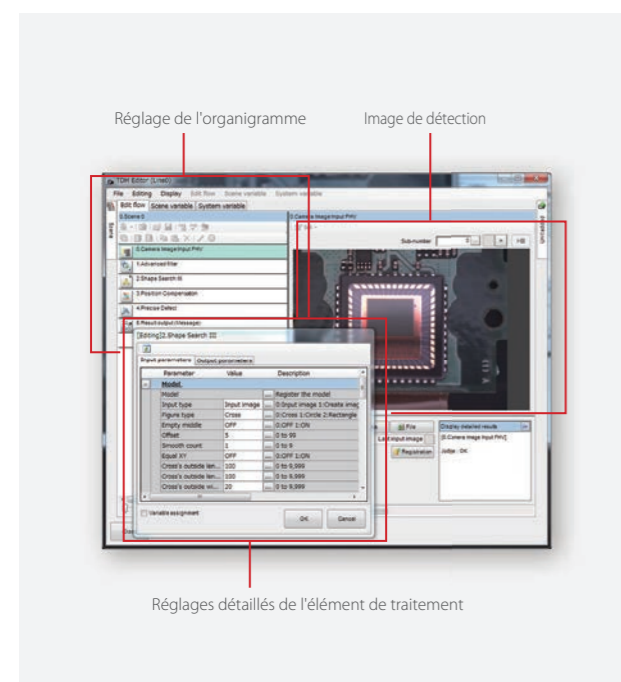 Réglage de l'organigramme
Image de détection
TDM Editor (Line0)
File Editing Display Edit flow Scene variable System variable
Edit flow Scene variable System variable
Scene
0.Scene 0
0.Camera Image Input FHV
Sub-number
0.Camera Image Input FHV
1.Advanced filter
2.Shape Search III
3.Position Compensation
4.Precise Defect
5.Result output (Message)
[Editing]2.Shape Search III
Input parameters Output parameters
Parameter Value Description
Model.
Model ... Register the model
Input type Input image ... 0:Input image 1:Create imag
Figure type Cross ... 0:Cross 1:Circle 2:Rectangle
Empty middle OFF ... 0:OFF 1:ON
Offset 5 ... 0 to 99
Smooth count 1 ... 0 to 9
Equal XY OFF ... 0:OFF 1:ON
Cross's outside len... 100 ... 0 to 9,999
Cross's outside len... 100 ... 0 to 9,999
Cross's outside wi... 20 ... 0 to 9,999
Variable assignment
OK Cancel
File
Last input image
Registration
Display detailed results
[0.Camera Image Input FHV]
Judge : OK
Réglages détaillés de l'élément de traitement